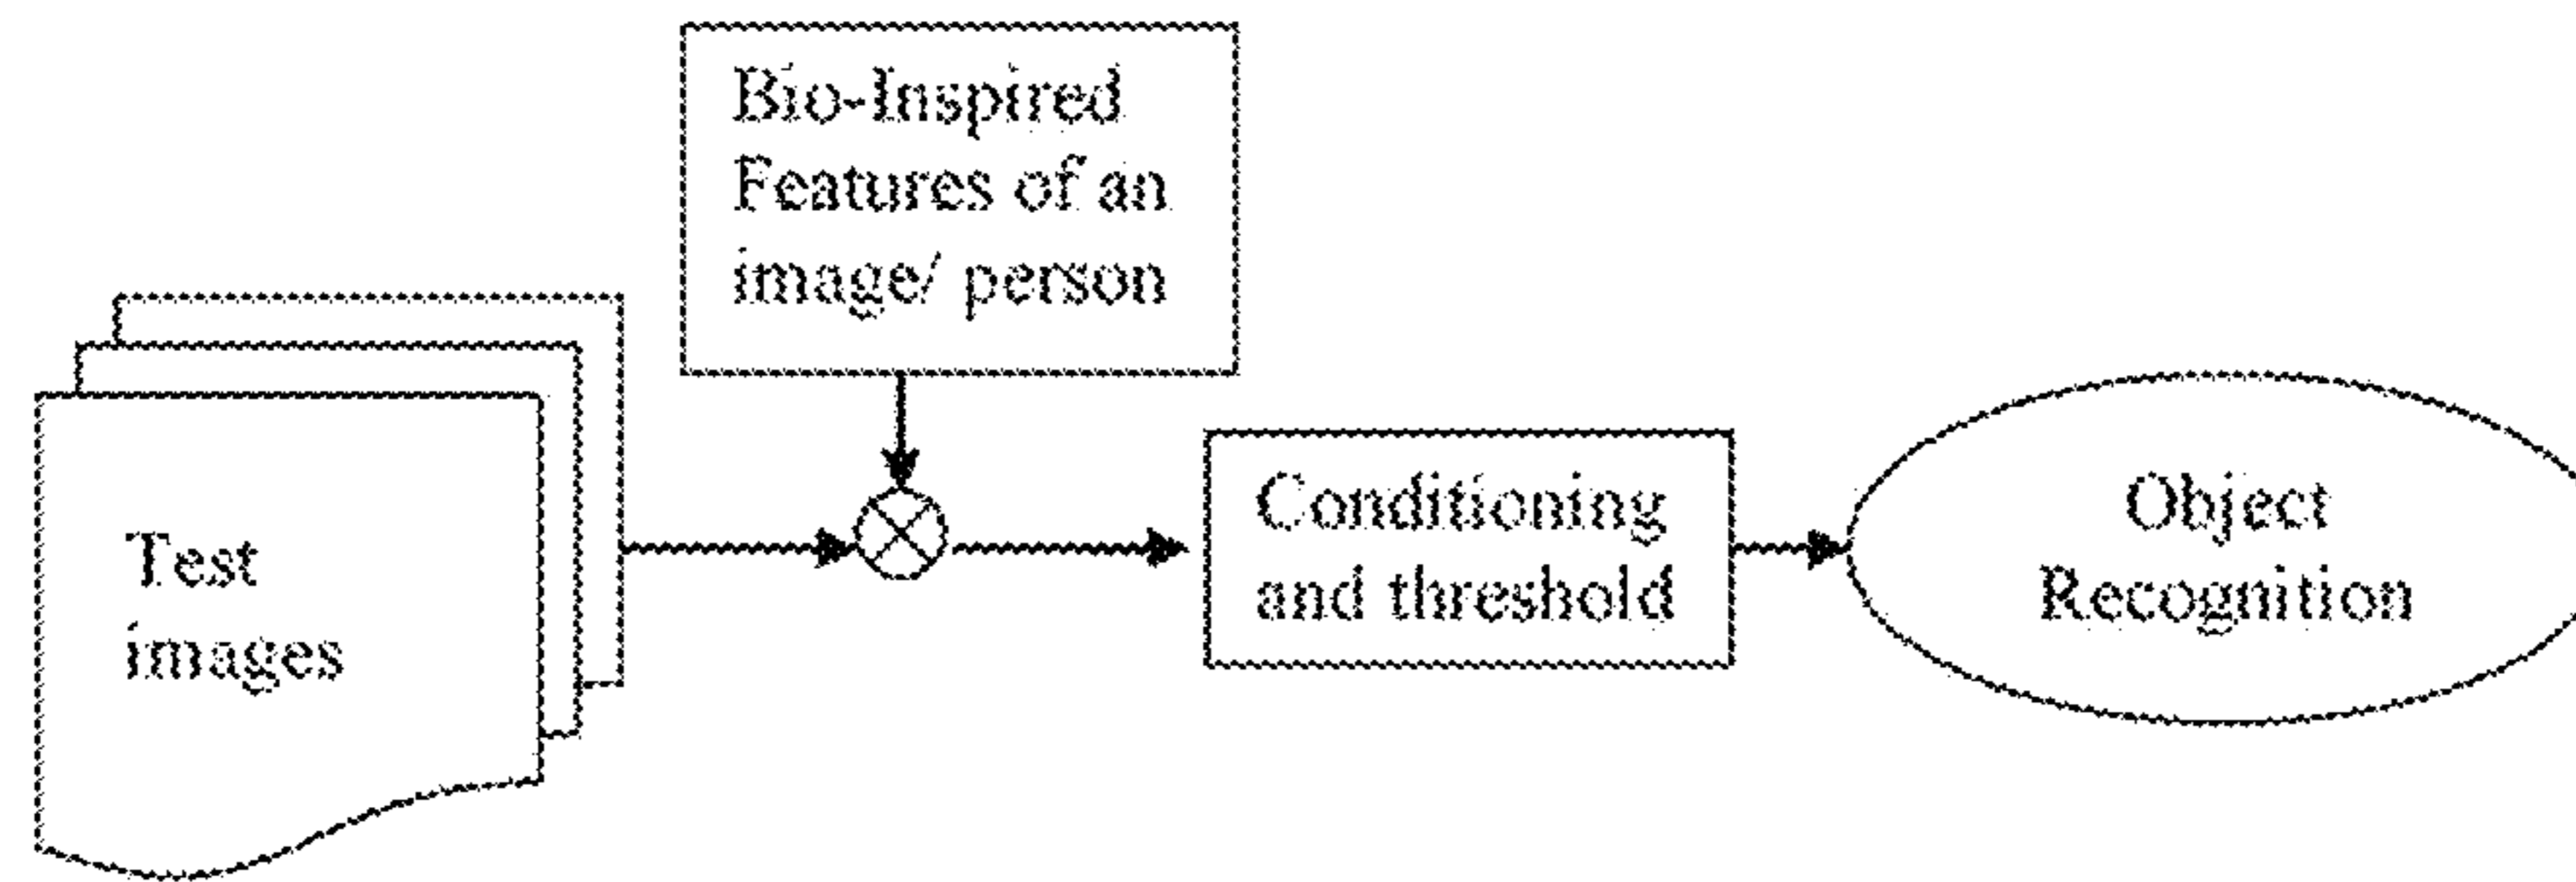 Bio-Inspired
Features of an
image/ person
Test
images
Conditioning
and threshold
Object
Recognition